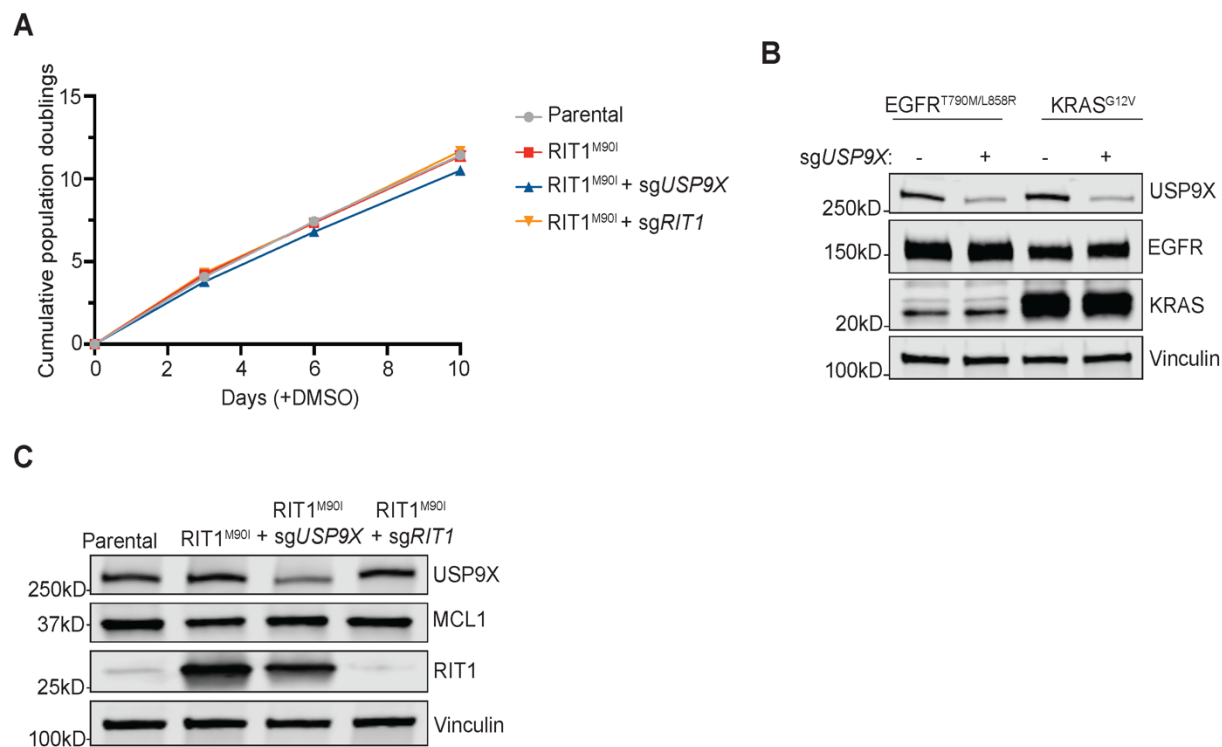 A
Cumulative population doublings
15
10
5
0
0 2 4 6 8 10
Days (+DMSO)
Parental
RIT1M90I
RIT1M90I + sgUSP9X
RIT1M90I + sgRIT1
B
EGFRT790M/L858R KRASG12V
sgUSP9X: - + - +
250kD USP9X
150kD EGFR
20kD KRAS
100kD Vinculin
C
RIT1M90I RIT1M90I
Parental RIT1M90I + sgUSP9X + sgRIT1
250kD USP9X
37kD MCL1
25kD RIT1
100kD Vinculin